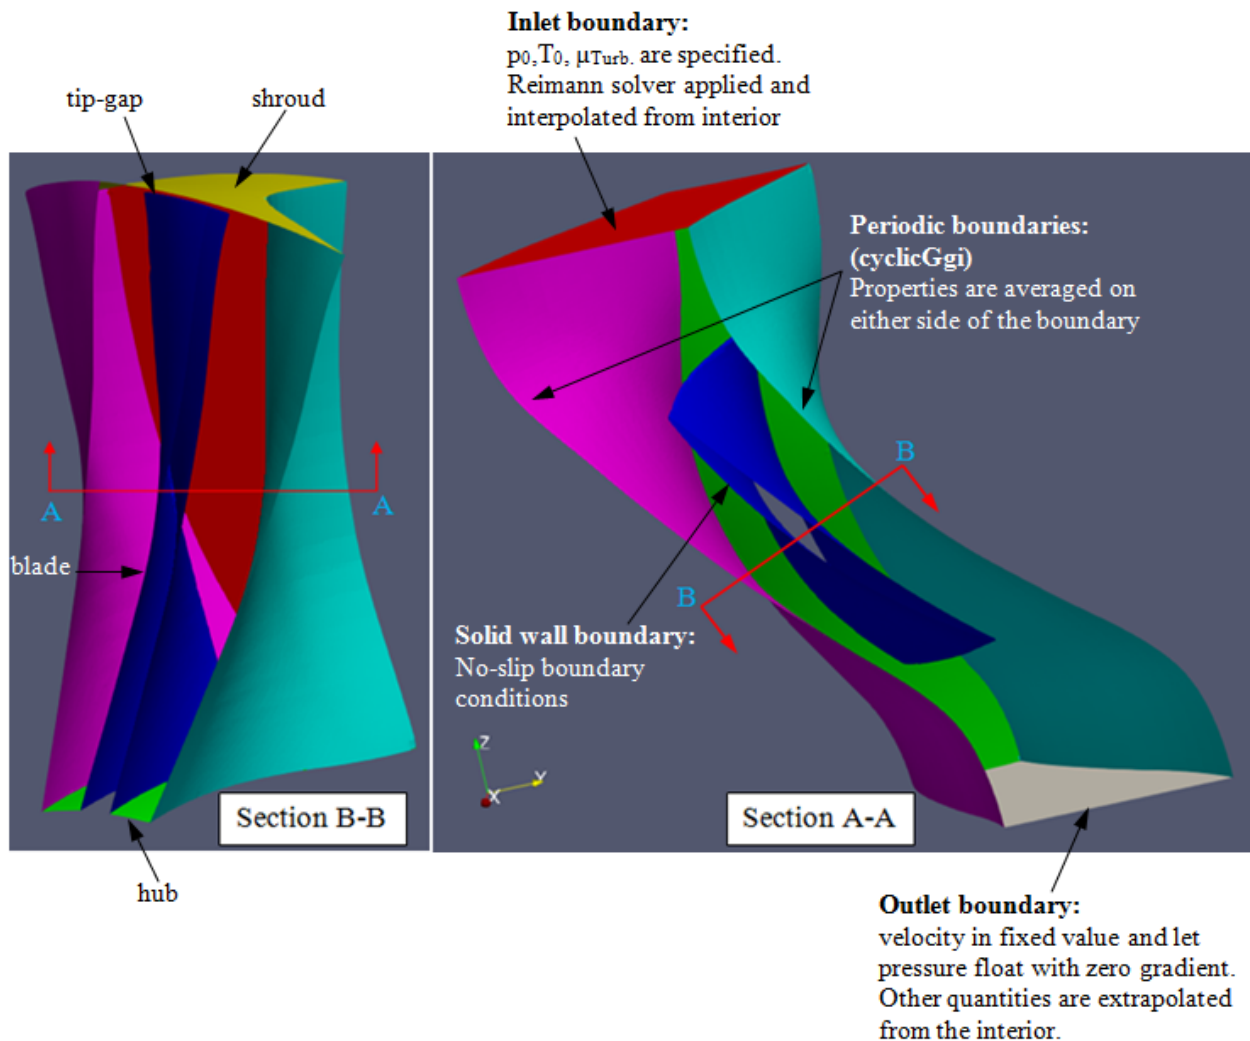 Inlet boundary:
p0,T0, μTurb. are specified.
Reimann solver applied and
interpolated from interior
tip-gap
shroud
Periodic boundaries:
(cyclicGgi)
Properties are averaged on
either side of the boundary
A
A
B
B
blade
Solid wall boundary:
No-slip boundary
conditions
Z
Y
X
Section B-B
Section A-A
hub
Outlet boundary:
velocity in fixed value and let
pressure float with zero gradient.
Other quantities are extrapolated
from the interior.